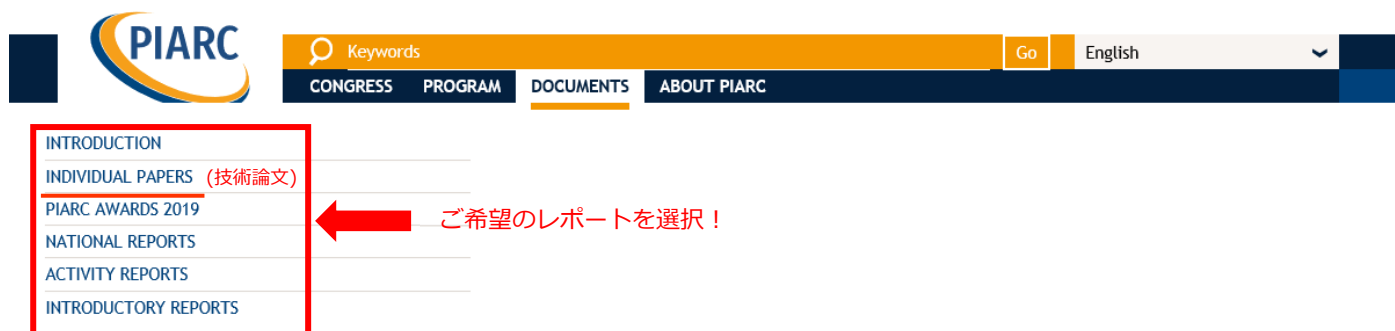 PIARC
Keywords Go English
CONGRESS PROGRAM DOCUMENTS ABOUT PIARC
INTRODUCTION
INDIVIDUAL PAPERS (技術論文)
PIARC AWARDS 2019
ご希望のレポートを選択！
NATIONAL REPORTS
ACTIVITY REPORTS
INTRODUCTORY REPORTS